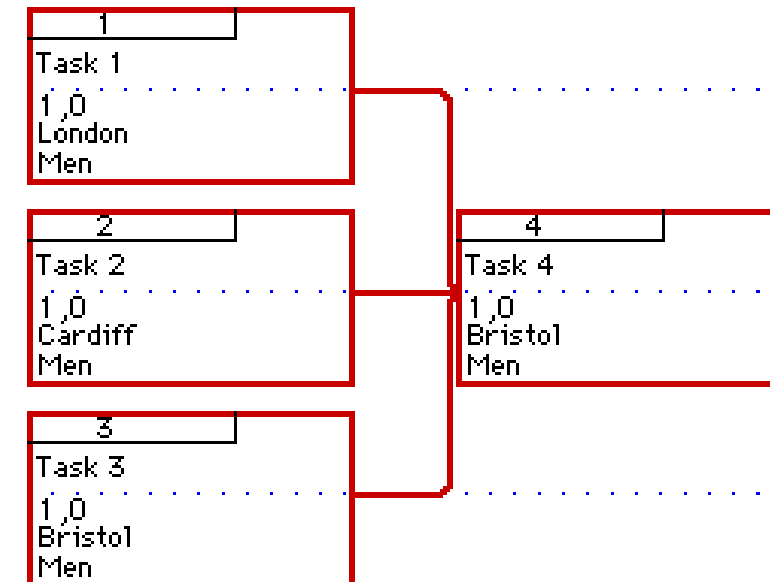 1
Task 1
1 ,0
London
Men
2
Task 2
1 ,0
Cardiff
Men
3
Task 3
1 ,0
Bristol
Men
4
Task 4
1 ,0
Bristol
Men